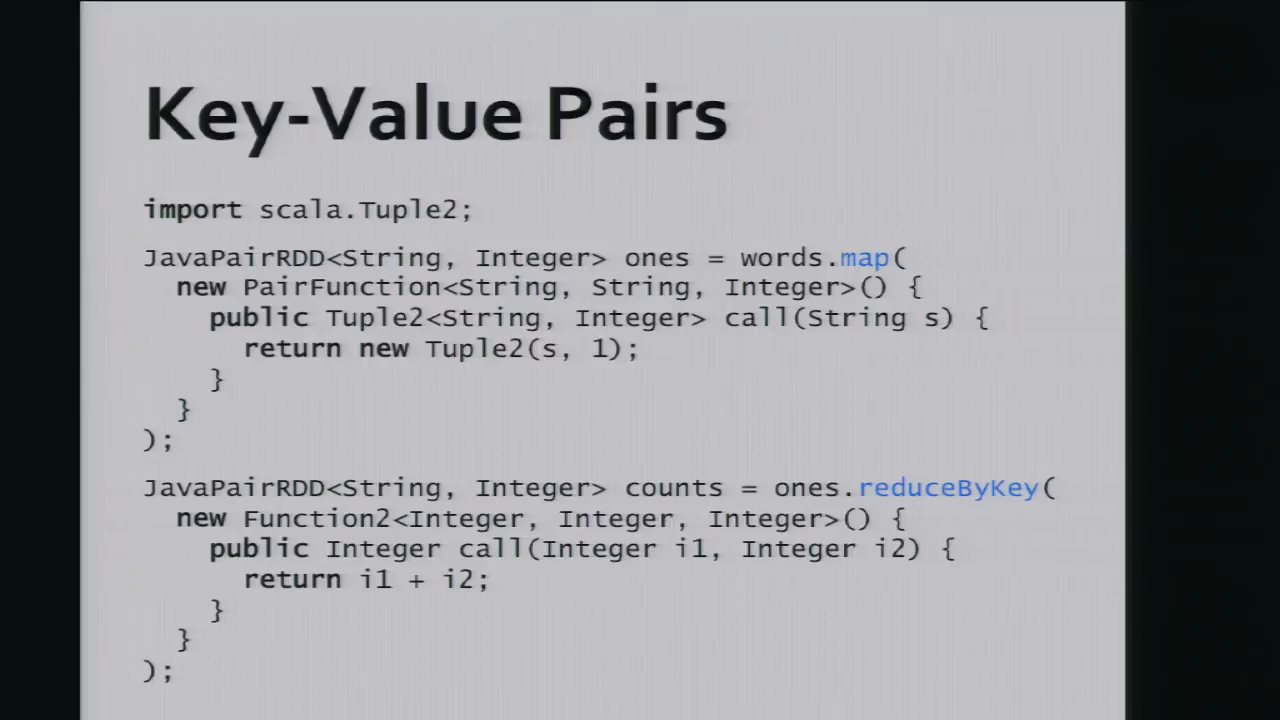 Key-Value Pairs
import scala.Tuple2;
JavaPairRDD<String, Integer> ones = words.map(
  new PairFunction<String, String, Integer>() {
    public Tuple2<String, Integer> call(String s) {
      return new Tuple2(s, 1);
    }
  }
);
JavaPairRDD<String, Integer> counts = ones.reduceByKey(
  new Function2<Integer, Integer, Integer>() {
    public Integer call(Integer i1, Integer i2) {
      return i1 + i2;
    }
  }
);